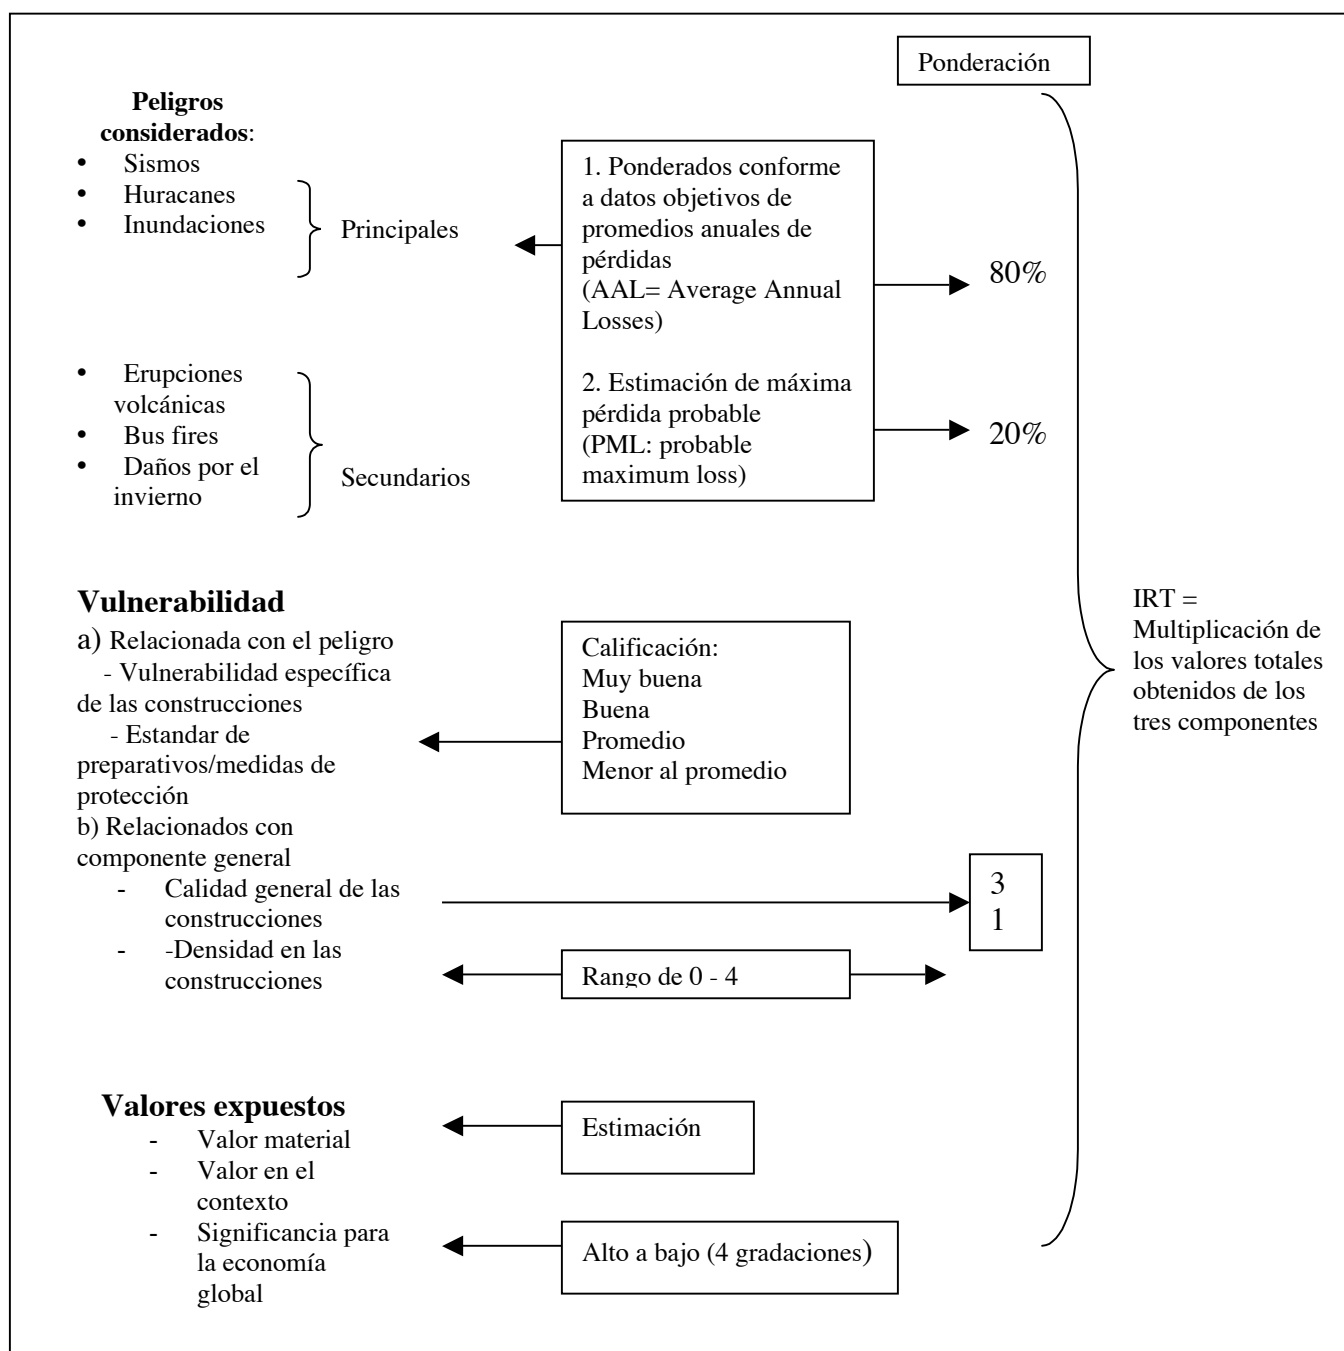 Ponderación
Peligros
considerados:
• Sismos
• Huracanes
• Inundaciones
Principales
1. Ponderados conforme
a datos objetivos de
promedios anuales de
pérdidas
(AAL= Average Annual
Losses)
80%
• Erupciones
volcánicas
• Bus fires
• Daños por el
invierno
Secundarios
2. Estimación de máxima
pérdida probable
(PML: probable
maximum loss)
20%
Vulnerabilidad
a) Relacionada con el peligro
- Vulnerabilidad específica
de las construcciones
- Estandar de
preparativos/medidas de
protección
b) Relacionados con
componente general
- Calidad general de las
construcciones
- -Densidad en las
construcciones
Calificación:
Muy buena
Buena
Promedio
Menor al promedio
3
1
Rango de 0 - 4
IRT =
Multiplicación de
los valores totales
obtenidos de los
tres componentes
Valores expuestos
- Valor material
- Valor en el
contexto
- Significancia para
la economía
global
Estimación
Alto a bajo (4 gradaciones)